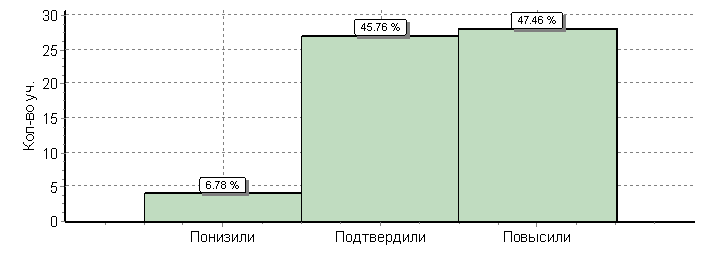 Кол-во уч.
30
25
20
15
10
5
0
6.78 %
45.76 %
47.46 %
Понизили
Подтвердили
Повысили